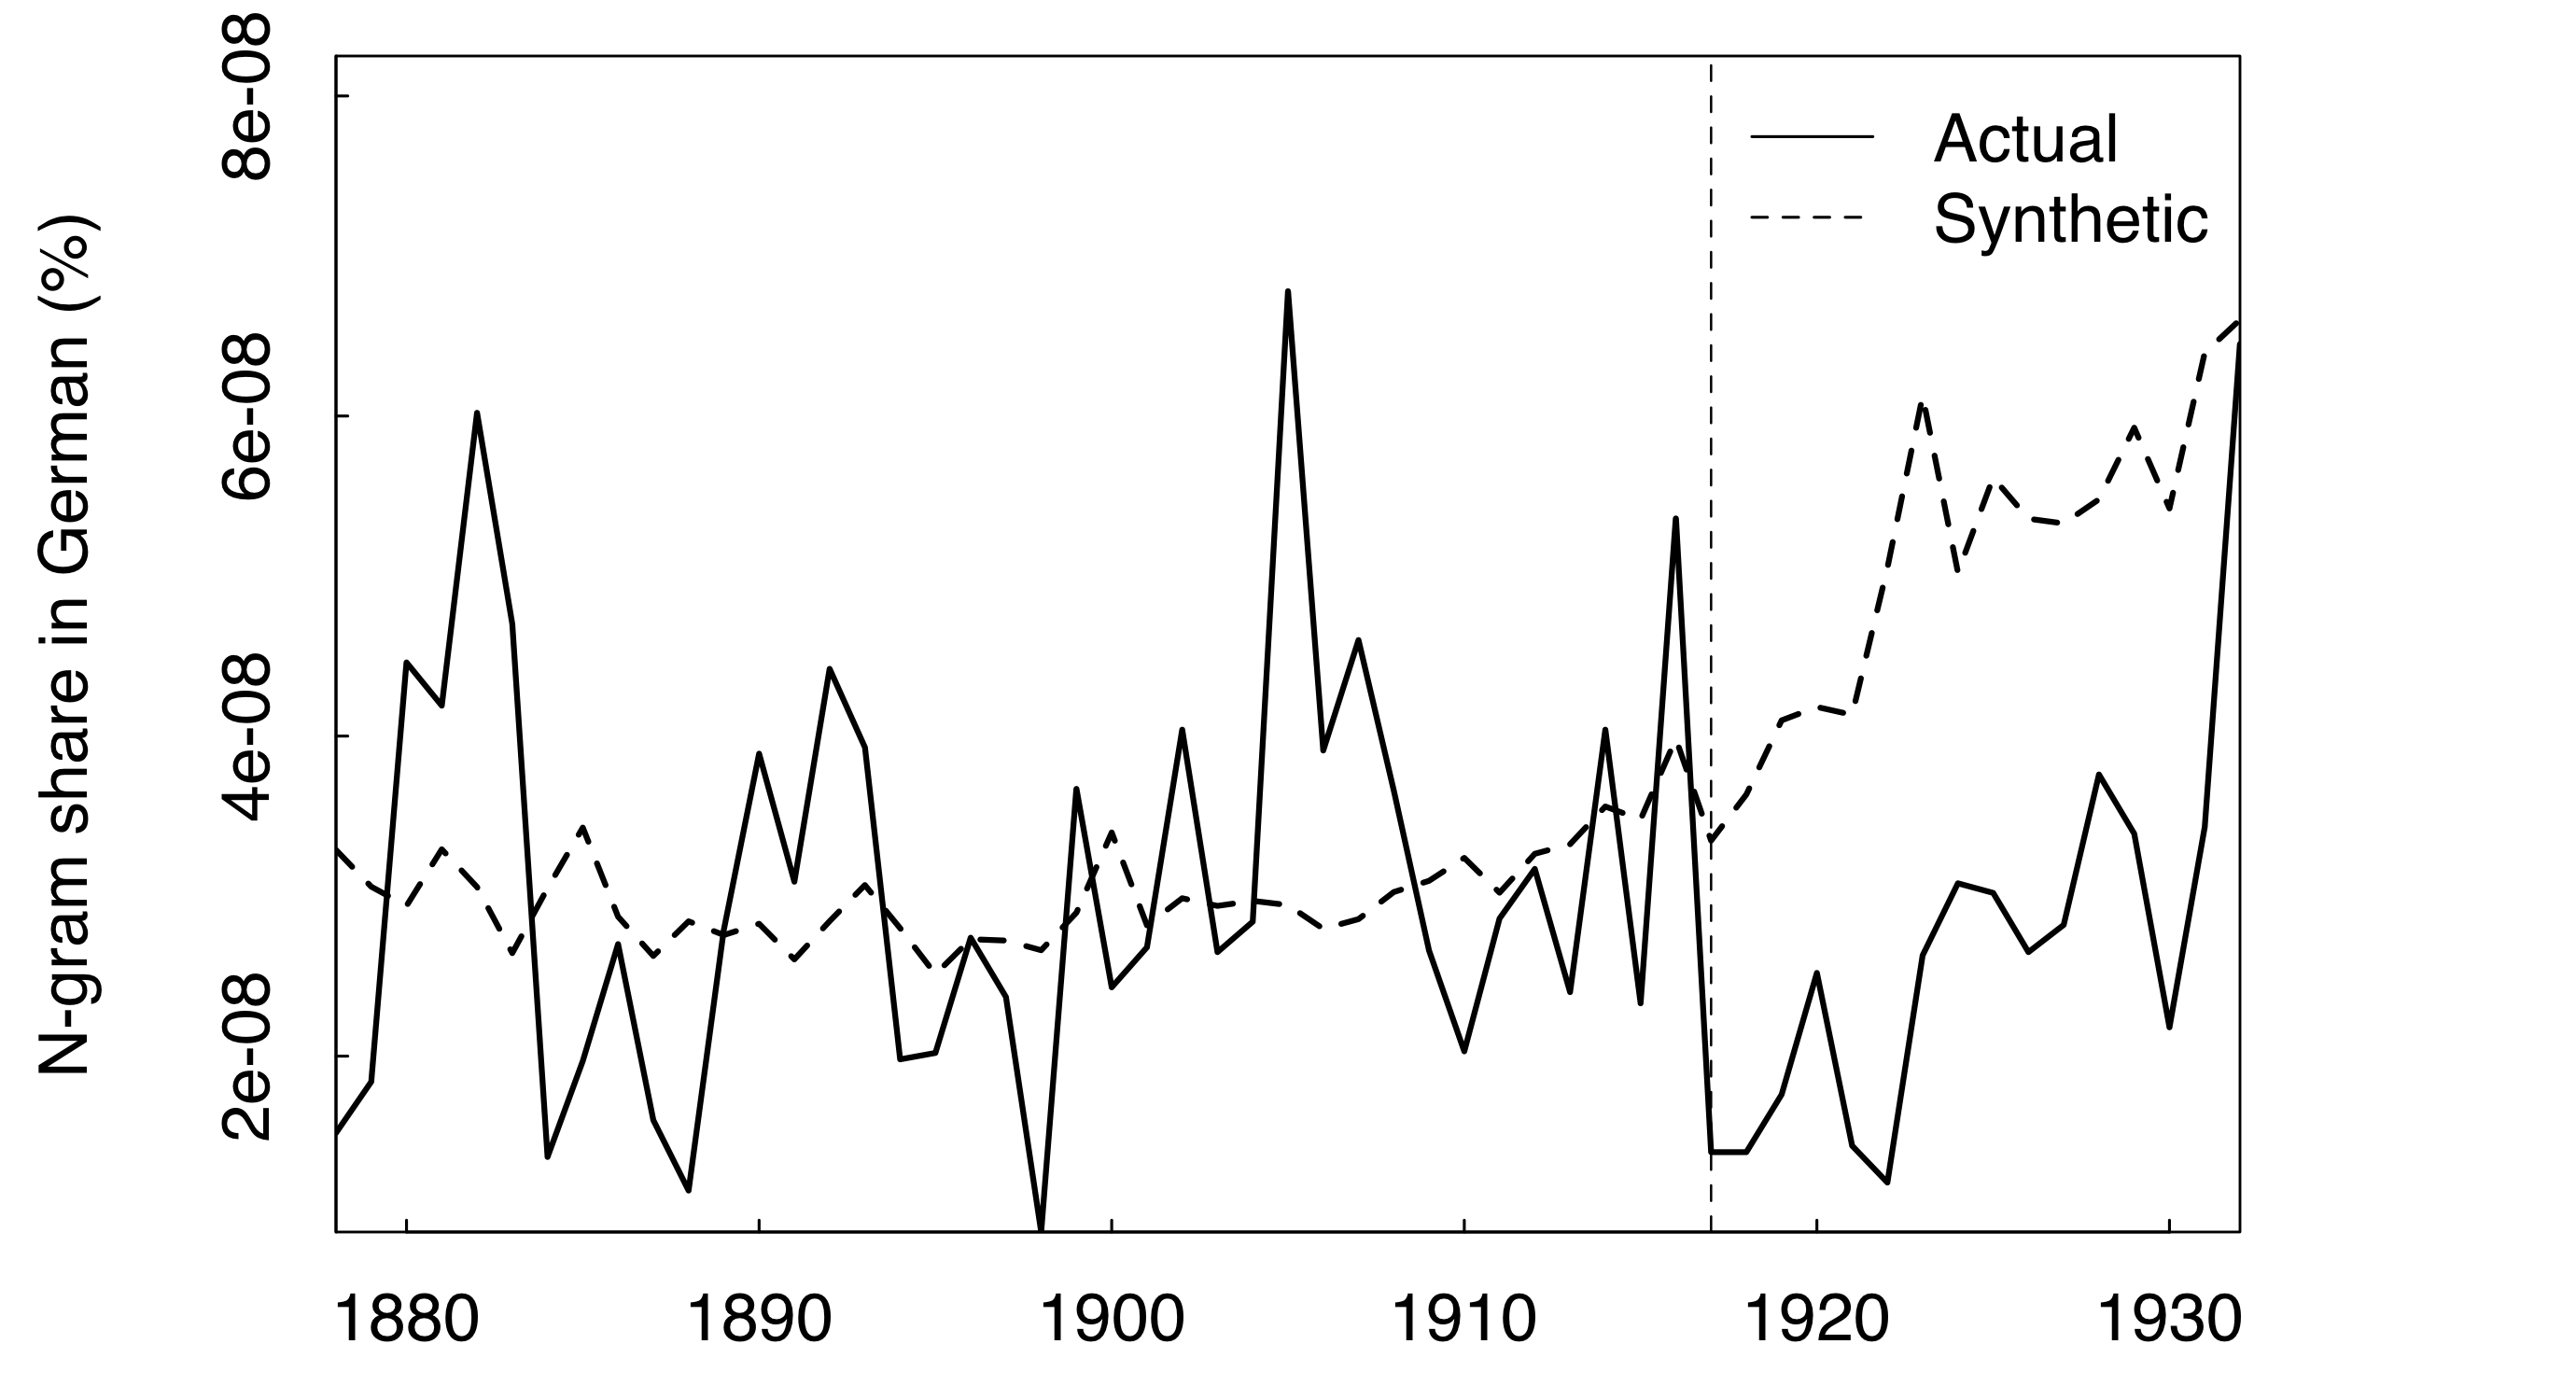 N-gram share in German (%)
8e-08
6e-08
4e-08
2e-08
Actual
Synthetic
1880 1890 1900 1910 1920 1930